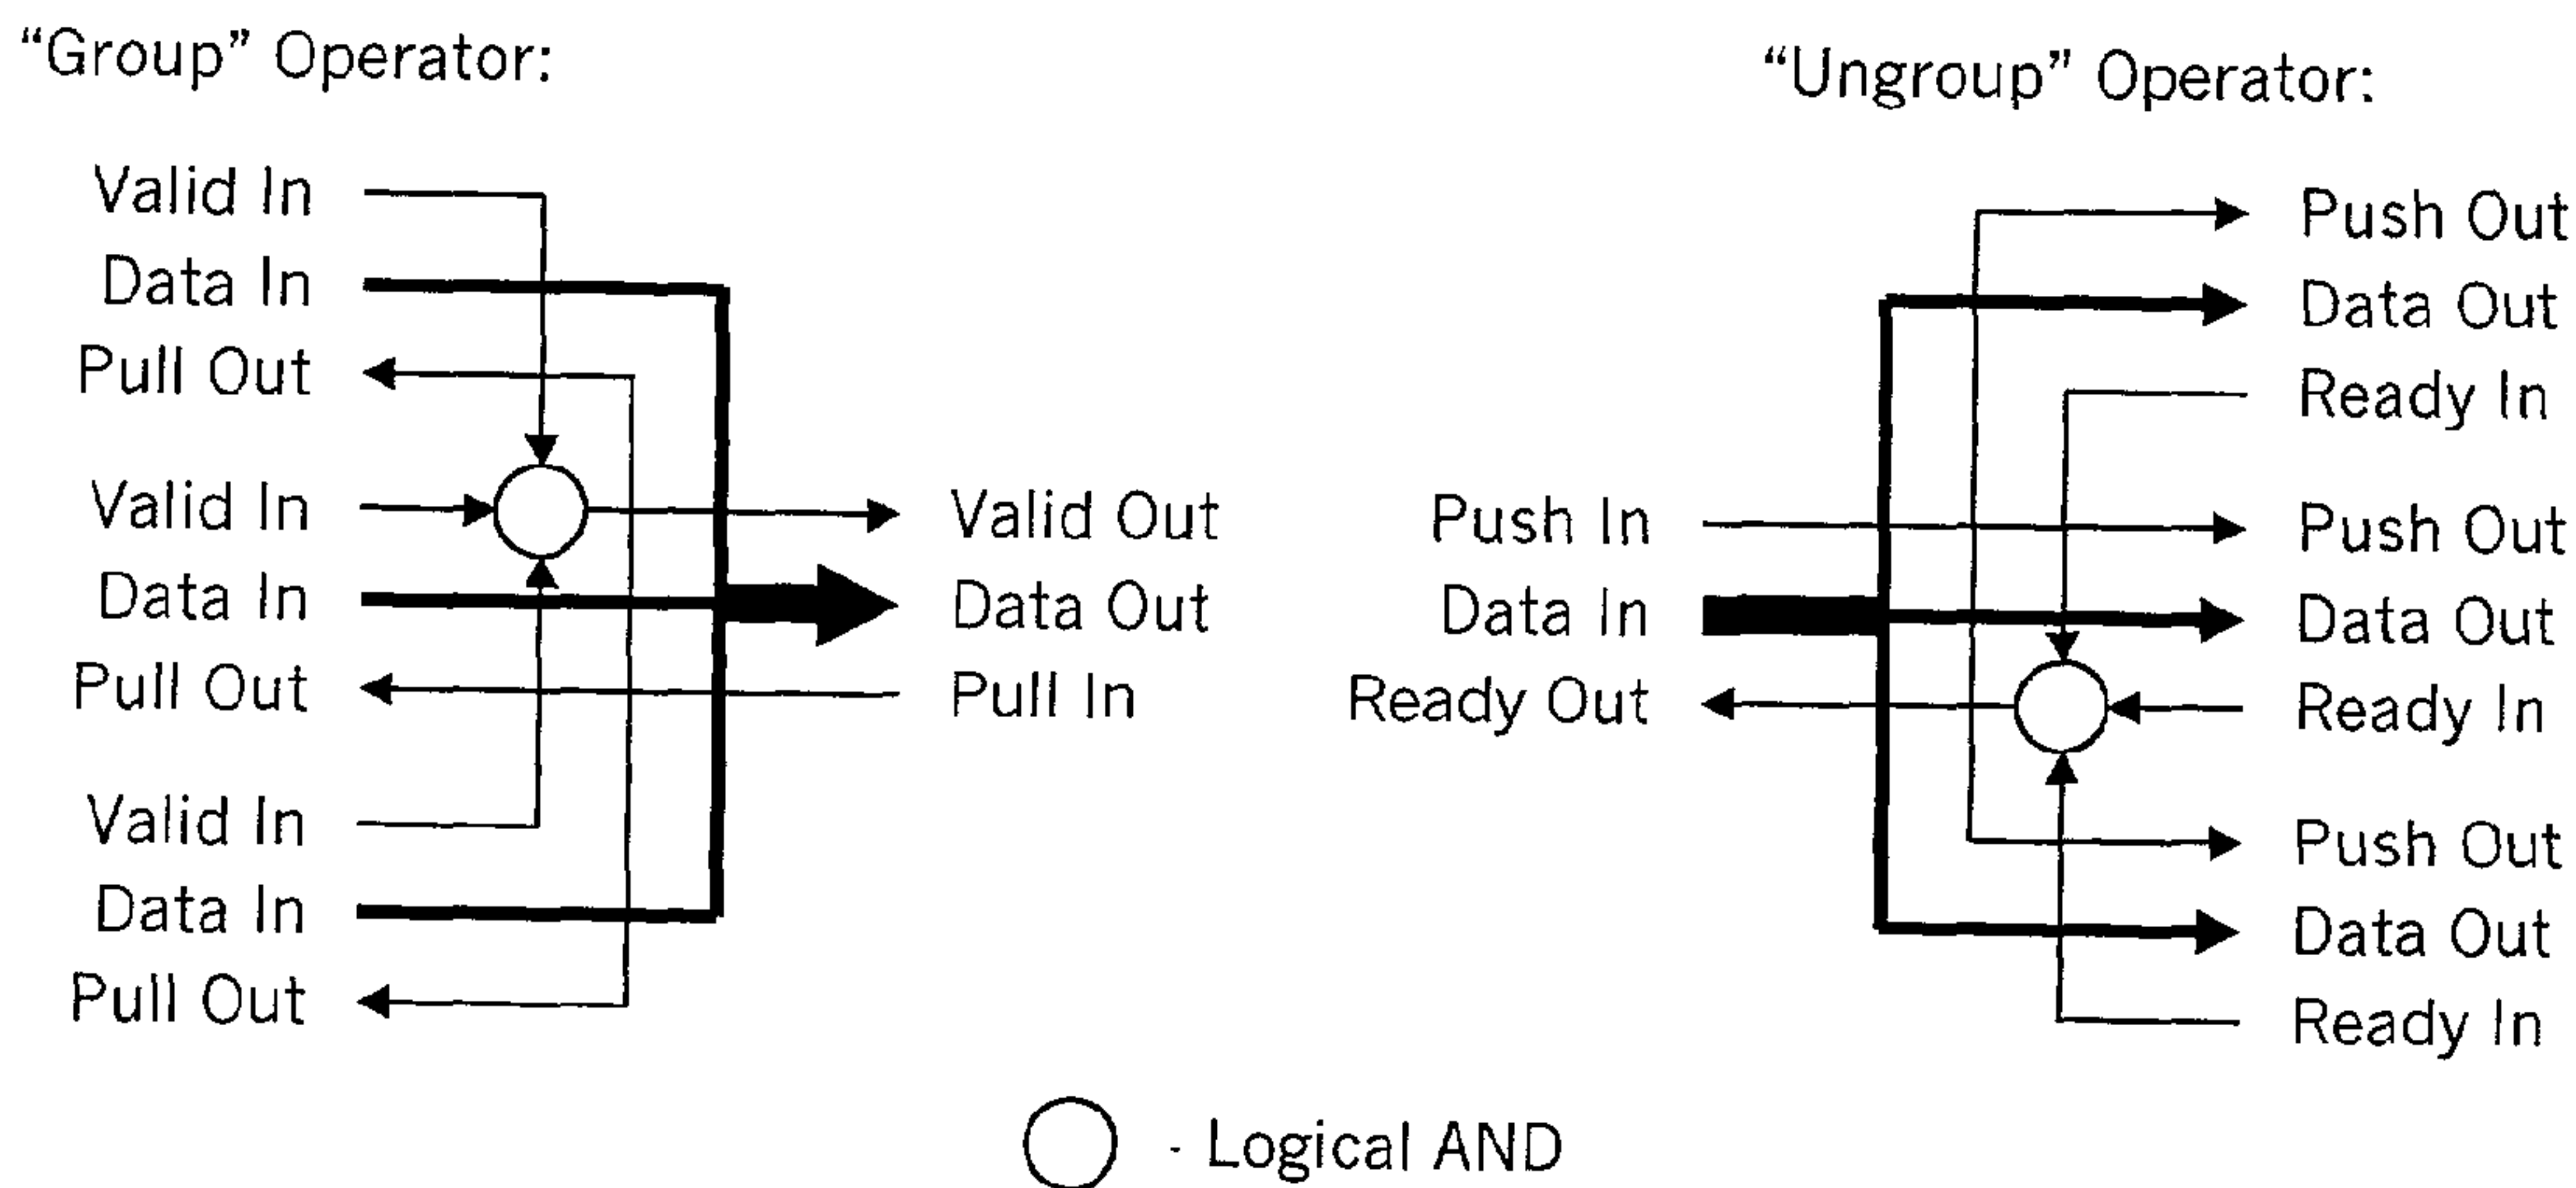 “Group” Operator:
Valid In
Data In
Pull Out
Valid In
Data In
Pull Out
Valid In
Data In
Pull Out
Valid Out
Data Out
Pull In
“Ungroup” Operator:
Push In
Data In
Ready Out
Push Out
Data Out
Ready In
Push Out
Data Out
Ready In
Push Out
Data Out
Ready In
- Logical AND